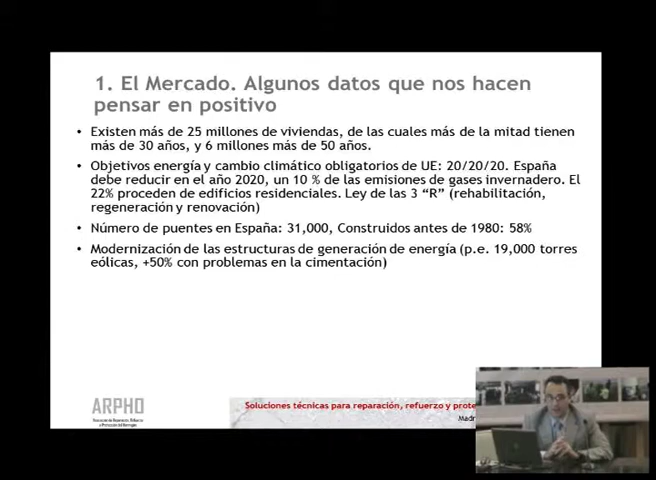 1. El Mercado. Algunos datos que nos hacen
pensar en positivo
• Existen más de 25 millones de viviendas, de las cuales más de la mitad tienen
más de 30 años, y 6 millones más de 50 años.
• Objetivos energía y cambio climático obligatorios de UE: 20/20/20. España
debe reducir en el año 2020, un 10 % de las emisiones de gases invernadero. El
22% proceden de edificios residenciales. Ley de las 3 “R” (rehabilitación,
regeneración y renovación)
• Número de puentes en España: 31,000, Construidos antes de 1980: 58%
• Modernización de las estructuras de generación de energía (p.e. 19,000 torres
eólicas, +50% con problemas en la cimentación)
ARPHO
Soluciones técnicas para reparación, refuerzo y prote
Madr